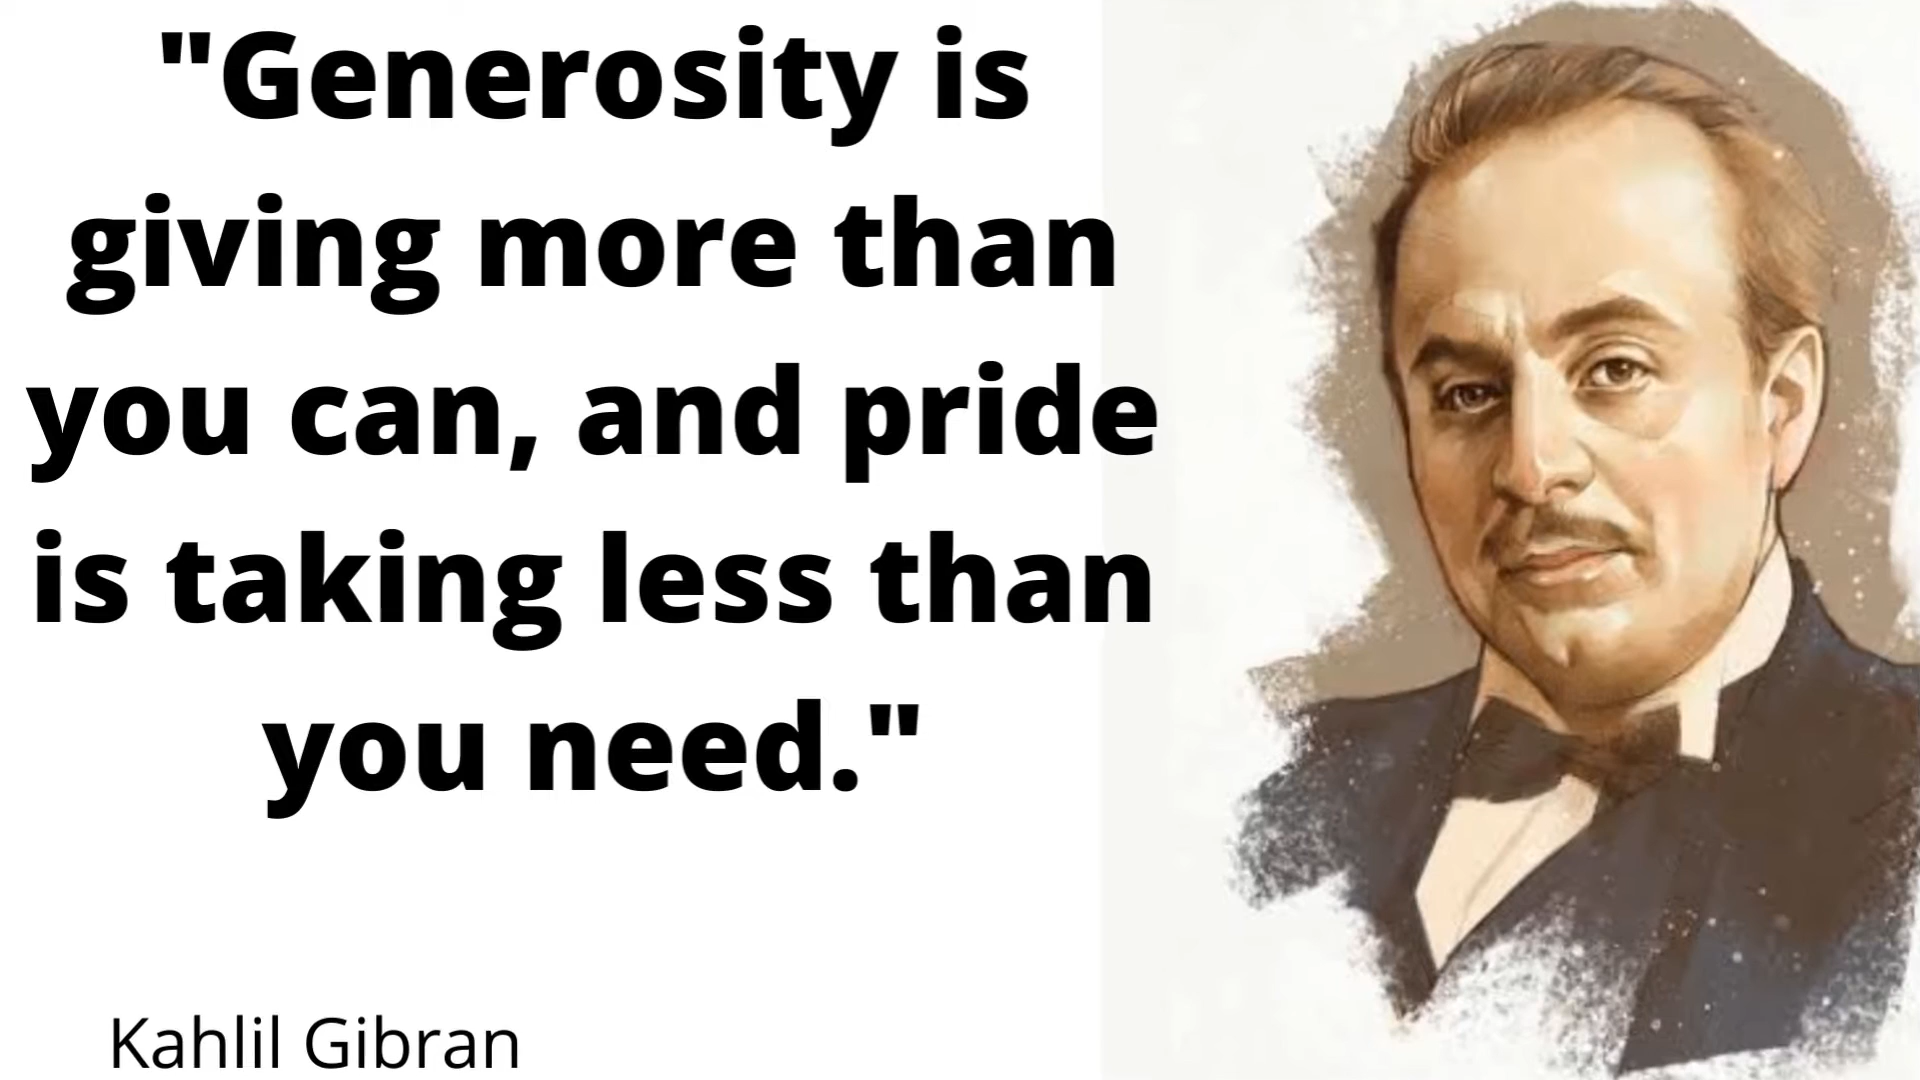 "Generosity is
giving more than
you can, and pride
is taking less than
you need."
Kahlil Gibran